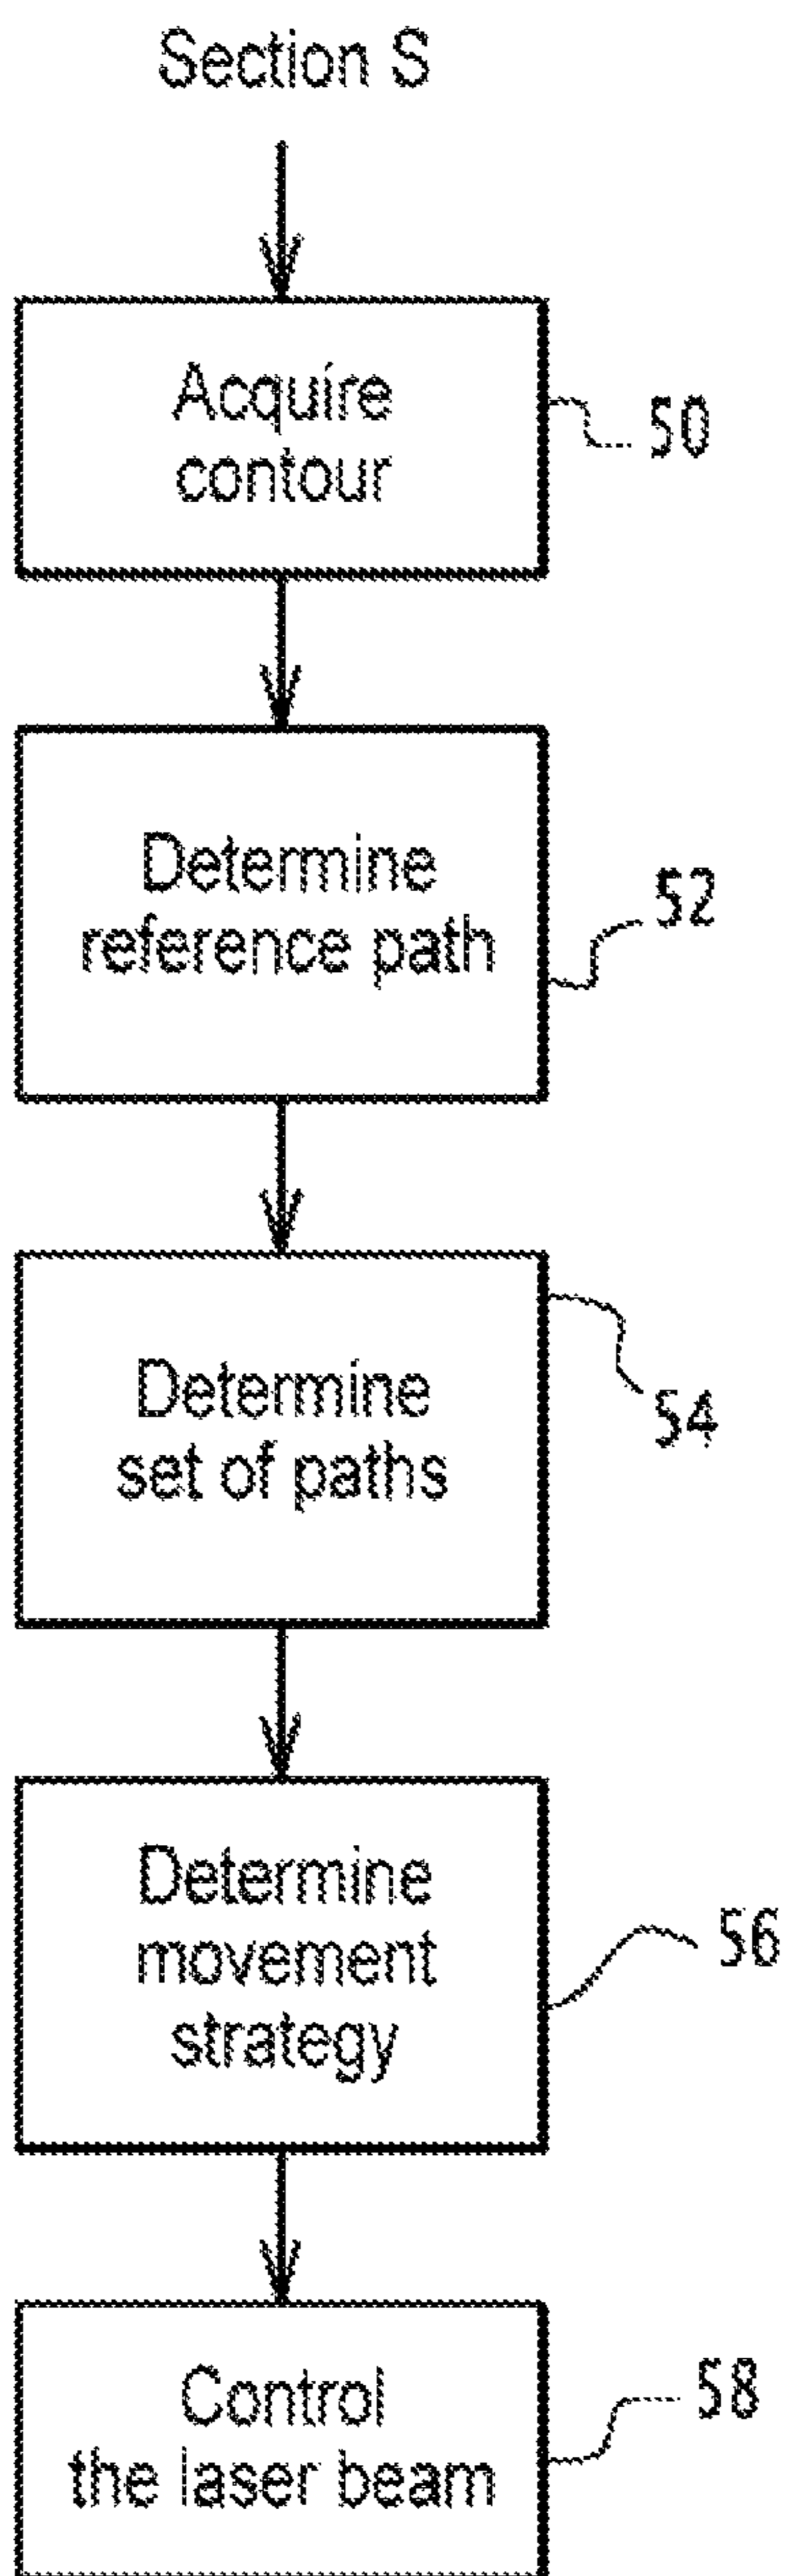 Section S
Acquire
contour
50
Determine
reference path
52
Determine
set of paths
54
Determine
movement
strategy
56
Control
the laser beam
58